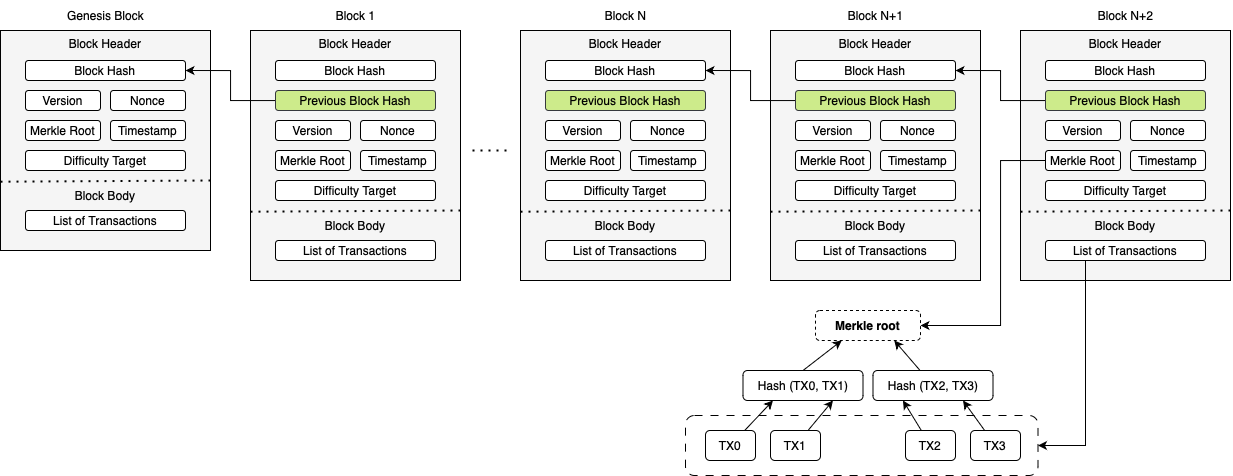 Genesis Block
Block Header
Block Hash
Version
Nonce
Merkle Root
Timestamp
Difficulty Target
Block Body
List of Transactions
Block 1
Block Header
Block Hash
Previous Block Hash
Version
Nonce
Merkle Root
Timestamp
Difficulty Target
Block Body
List of Transactions
Block N
Block Header
Block Hash
Previous Block Hash
Version
Nonce
Merkle Root
Timestamp
Difficulty Target
Block Body
List of Transactions
Block N+1
Block Header
Block Hash
Previous Block Hash
Version
Nonce
Merkle Root
Timestamp
Difficulty Target
Block Body
List of Transactions
Block N+2
Block Header
Block Hash
Previous Block Hash
Version
Nonce
Merkle Root
Timestamp
Difficulty Target
Block Body
List of Transactions
Merkle root
Hash (TX0, TX1)
Hash (TX2, TX3)
TX0
TX1
TX2
TX3